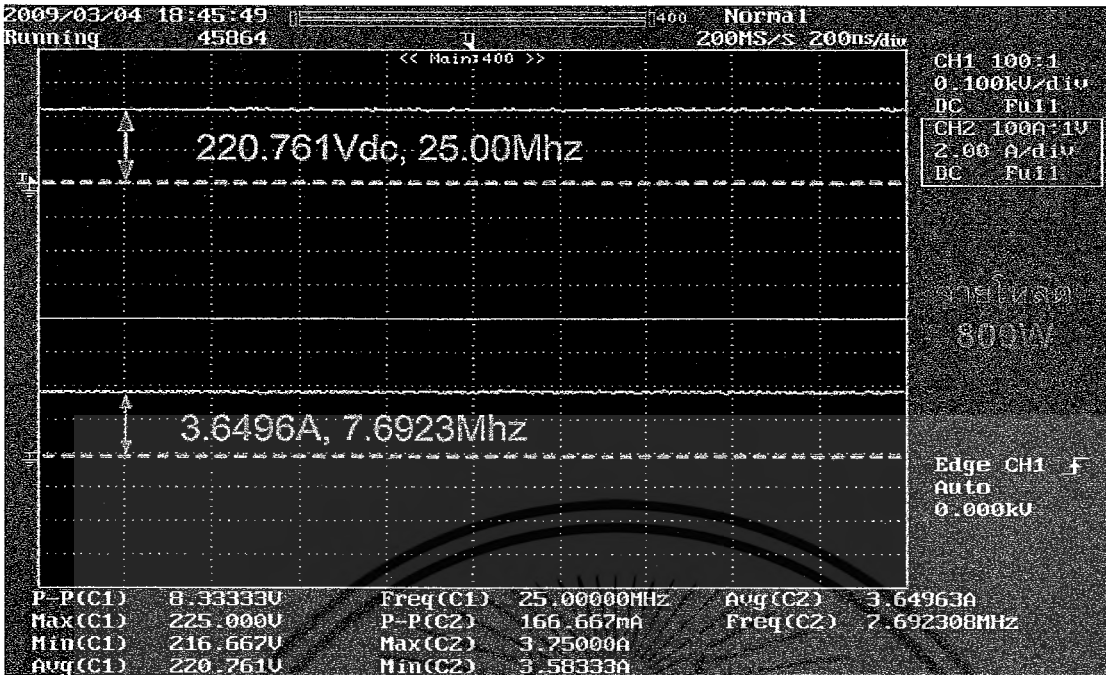 2009/03/04 18:45:49 400 Normal
Running 45864 200MS/s 200ns/div
<< Main:400 >>
CH1 100:1
0.100kV/div
DC Full
CH2 100A:1V
2.00 A/div
DC Full
220.761Vdc, 25.00Mhz
800W
3.6496A, 7.6923Mhz
Edge CH1
Auto
0.000kV
P-P(C1) 8.33333V Freq(C1) 25.00000MHz Avg(C2) 3.64963A
Max(C1) 225.000V P-P(C2) 166.667mA Freq(C2) 7.692308MHz
Min(C1) 216.667V Max(C2) 3.75000A
Avg(C1) 220.761V Min(C2) 3.58333A